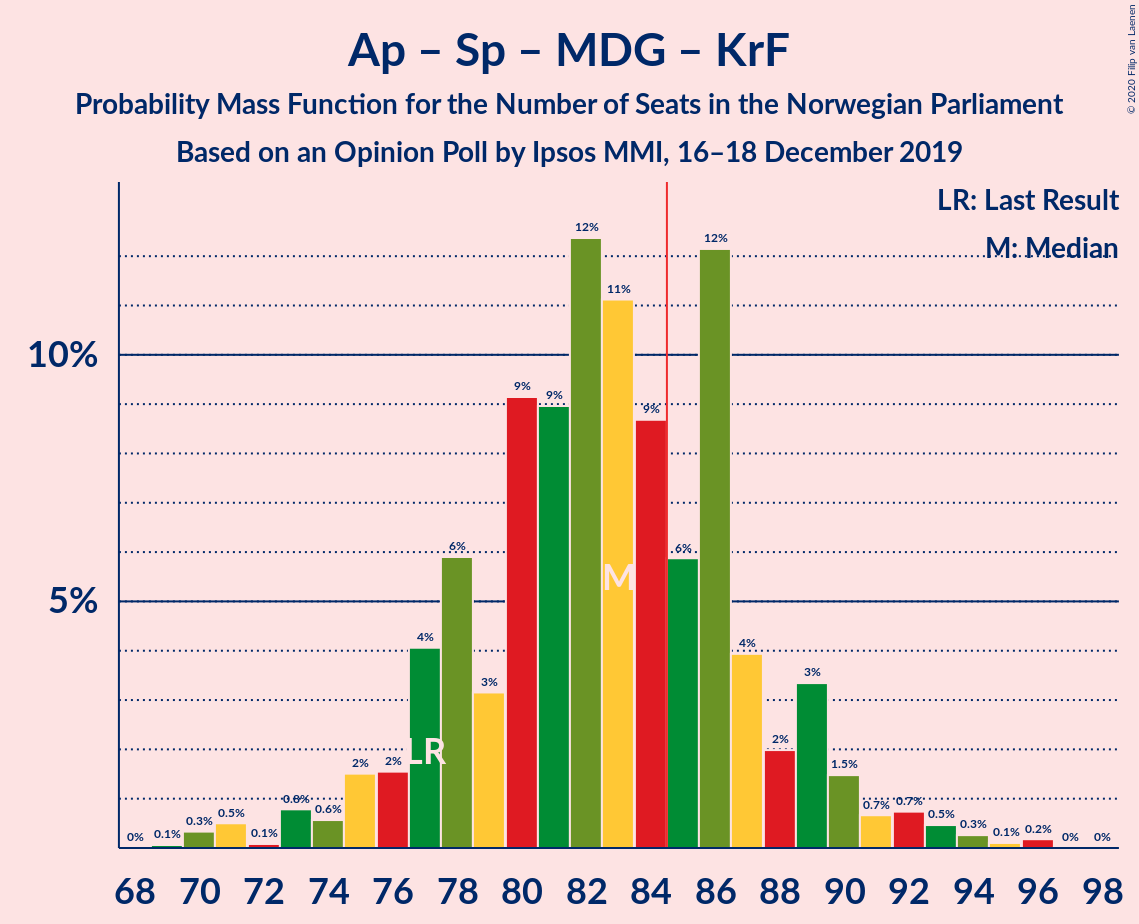 Ap – Sp – MDG – KrF
Probability Mass Function for the Number of Seats in the Norwegian Parliament
Based on an Opinion Poll by Ipsos MMI, 16–18 December 2019
© 2020 Filip van Laenen
LR: Last Result
M: Median
10%
5%
0% 0.1% 0.3% 0.5% 0.1% 0.8% 0.6% 2% 2% 4% 6% 3% 9% 9% 12% 11% 9% 6% 12% 4% 2% 3% 1.5% 0.7% 0.7% 0.5% 0.3% 0.1% 0.2% 0% 0%
LR
M
68 70 72 74 76 78 80 82 84 86 88 90 92 94 96 98